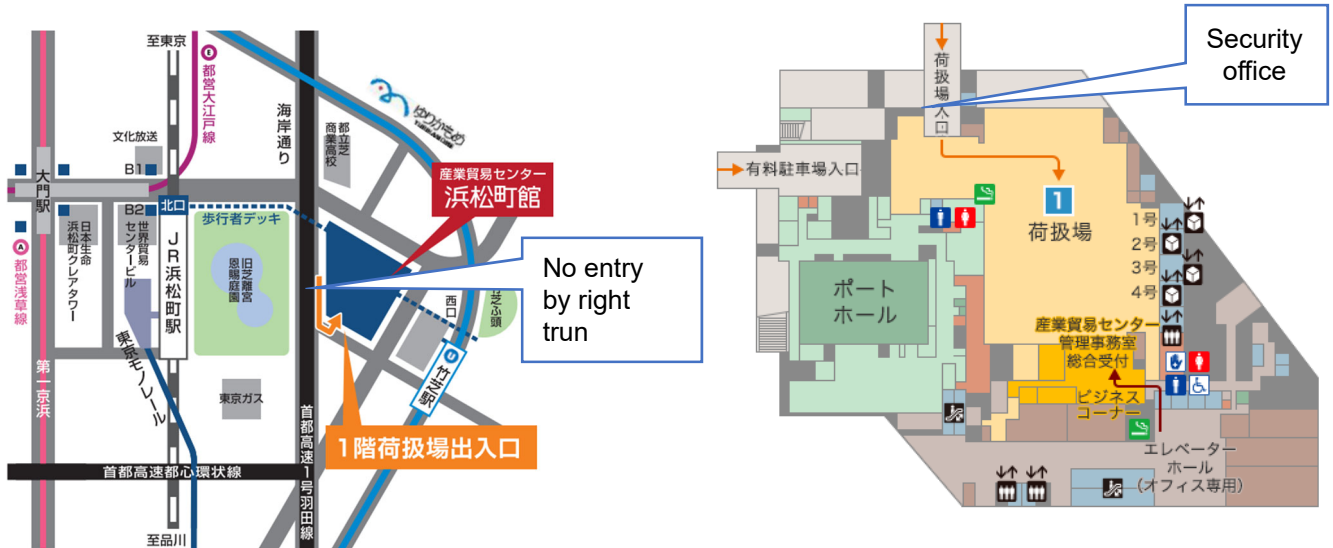 至東京
E
都営大江戸線
文化放送
B1
大門駅
海岸通り
都立芝
商業高校
ゆりかもめ
産業貿易センター
浜松町館
北口
歩行者デッキ
B2
世界貿易
センタービル
日本生命
浜松町クレアタワー
JR浜松町駅
旧芝離宮
恩賜庭園
A
都営浅草線
No entry
by right
trun
西口
U
竹芝駅
東京モノレール
東京ガス
第一京浜
1階荷扱場出入口
首都高速都心環状線
首都高速1号羽田線
至品川
Security
office
荷扱場入口
有料駐車場入口
1
荷扱場
1号
2号
3号
4号
ポート
ホール
産業貿易センター
管理事務室
総合受付
ビジネス
コーナー
エレベーター
ホール
(オフィス専用)